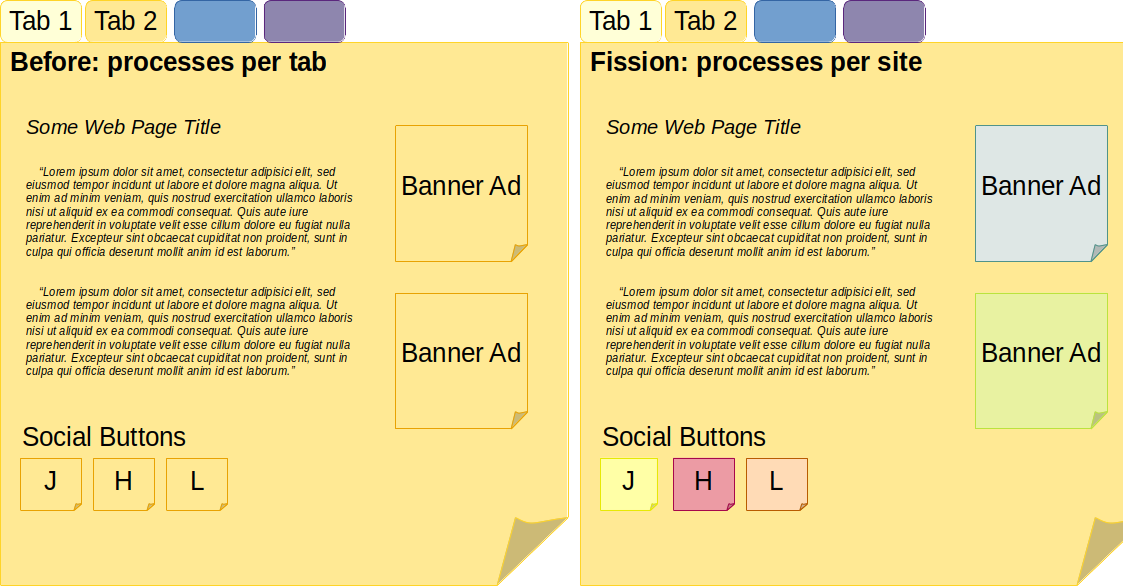 Tab 1 Tab 2
Before: processes per tab
Some Web Page Title
“Lorem ipsum dolor sit amet, consectetur adipisici elit, sed
eiusmod tempor incidunt ut labore et dolore magna aliqua. Ut
enim ad minim veniam, quis nostrud exercitation ullamco laboris
nisi ut aliquid ex ea commodi consequat. Quis aute iure
reprehenderit in voluptate velit esse cillum dolore eu fugiat nulla
pariatur. Excepteur sint obcaecat cupiditat non proident, sunt in
culpa qui officia deserunt mollit anim id est laborum.”
Banner Ad
“Lorem ipsum dolor sit amet, consectetur adipisici elit, sed
eiusmod tempor incidunt ut labore et dolore magna aliqua. Ut
enim ad minim veniam, quis nostrud exercitation ullamco laboris
nisi ut aliquid ex ea commodi consequat. Quis aute iure
reprehenderit in voluptate velit esse cillum dolore eu fugiat nulla
pariatur. Excepteur sint obcaecat cupiditat non proident, sunt in
culpa qui officia deserunt mollit anim id est laborum.”
Banner Ad
Social Buttons
J H L
Tab 1 Tab 2
Fission: processes per site
Some Web Page Title
“Lorem ipsum dolor sit amet, consectetur adipisici elit, sed
eiusmod tempor incidunt ut labore et dolore magna aliqua. Ut
enim ad minim veniam, quis nostrud exercitation ullamco laboris
nisi ut aliquid ex ea commodi consequat. Quis aute iure
reprehenderit in voluptate velit esse cillum dolore eu fugiat nulla
pariatur. Excepteur sint obcaecat cupiditat non proident, sunt in
culpa qui officia deserunt mollit anim id est laborum.”
Banner Ad
“Lorem ipsum dolor sit amet, consectetur adipisici elit, sed
eiusmod tempor incidunt ut labore et dolore magna aliqua. Ut
enim ad minim veniam, quis nostrud exercitation ullamco laboris
nisi ut aliquid ex ea commodi consequat. Quis aute iure
reprehenderit in voluptate velit esse cillum dolore eu fugiat nulla
pariatur. Excepteur sint obcaecat cupiditat non proident, sunt in
culpa qui officia deserunt mollit anim id est laborum.”
Banner Ad
Social Buttons
J H L